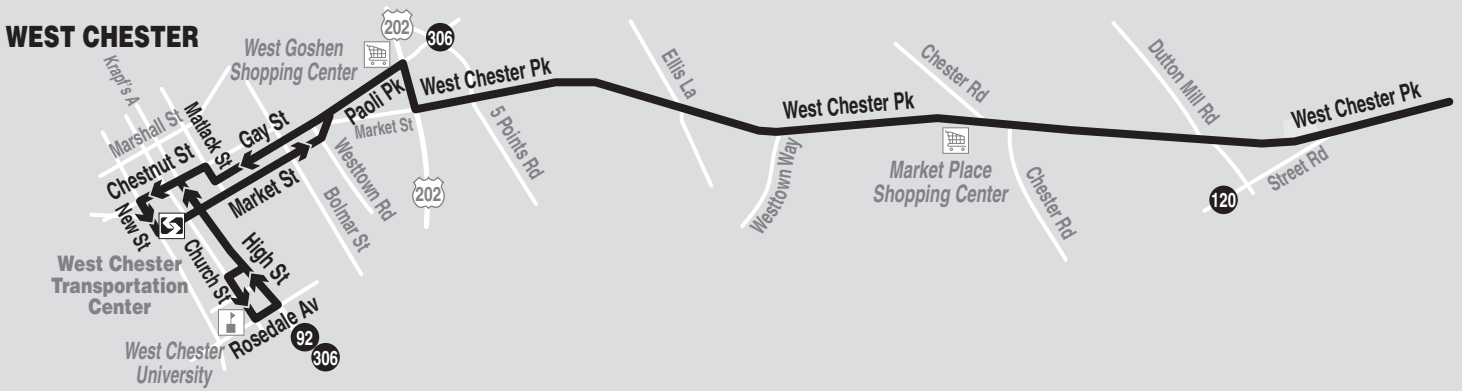 WEST CHESTER
Krapf's A
Marshall St
Matlack St
Chestnut St
Gay St
West Goshen
Shopping Center
202
306
Paoli Pk
West Chester Pk
Market St
5 Points Rd
Ellis La
West Chester Pk
Chester Rd
Dutton Mill Rd
West Chester Pk
Market St
Westtown Rd
Bolmar St
202
Westtown Way
Market Place
Shopping Center
Chester Rd
Street Rd
120
New St
Church St
High St
West Chester
Transportation
Center
Rosedale Av
92
306
West Chester
University